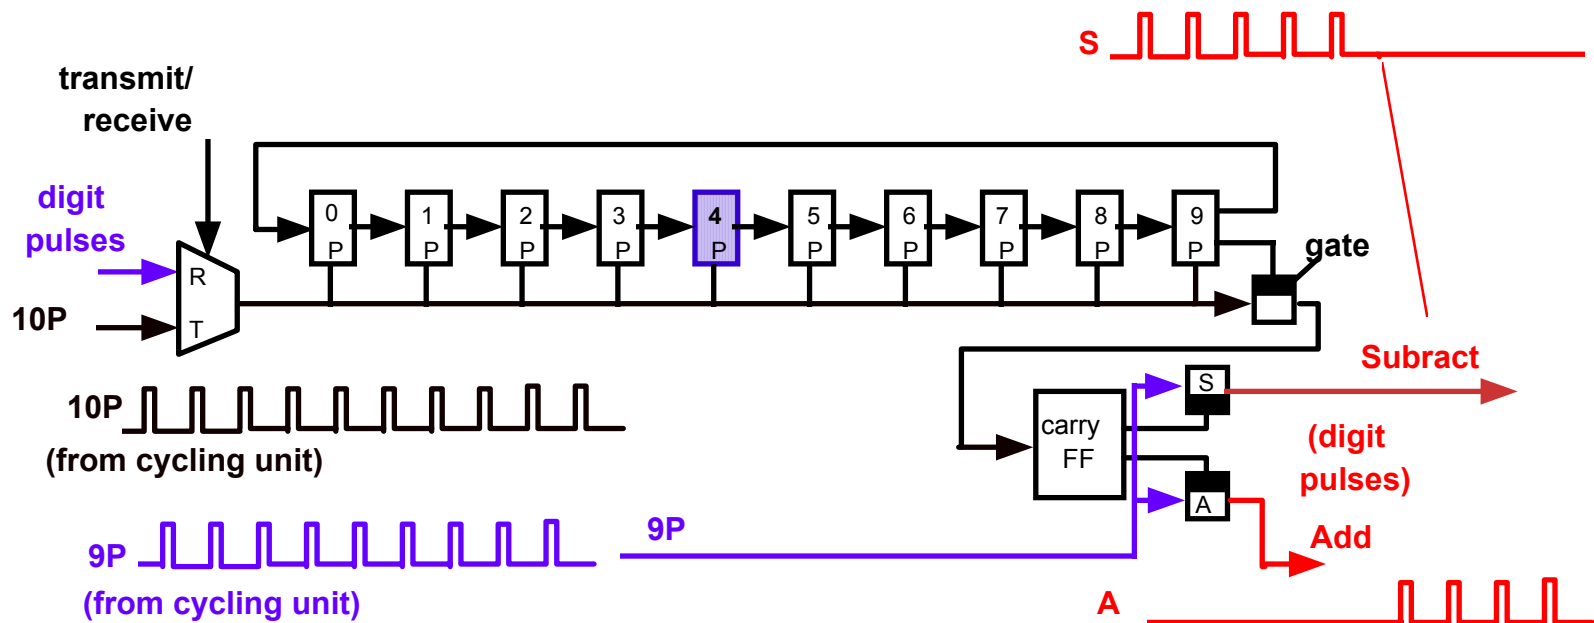 S
transmit/
receive
digit
pulses
0 1 2 3 4 5 6 7 8 9
P P P P P P P P P P
gate
R
10P
T
Subract
S
10P
carry
FF
(from cycling unit)
(digit
pulses)
A
9P
9P
Add
(from cycling unit)
A